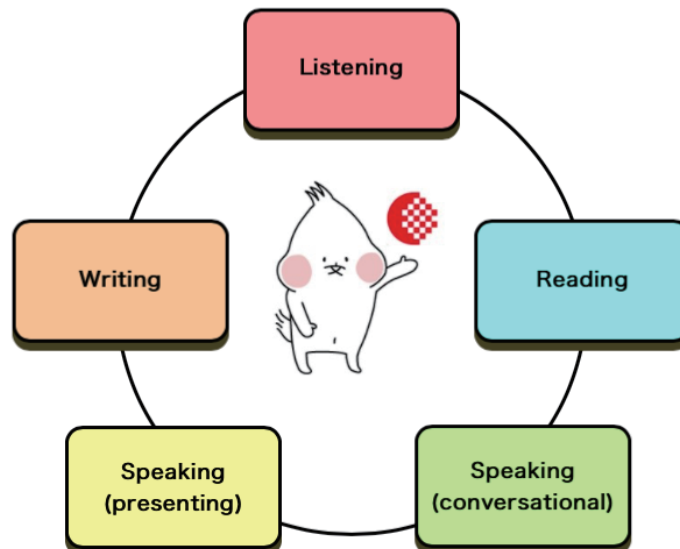 Listening
Writing
Reading
Speaking
(presenting)
Speaking
(conversational)